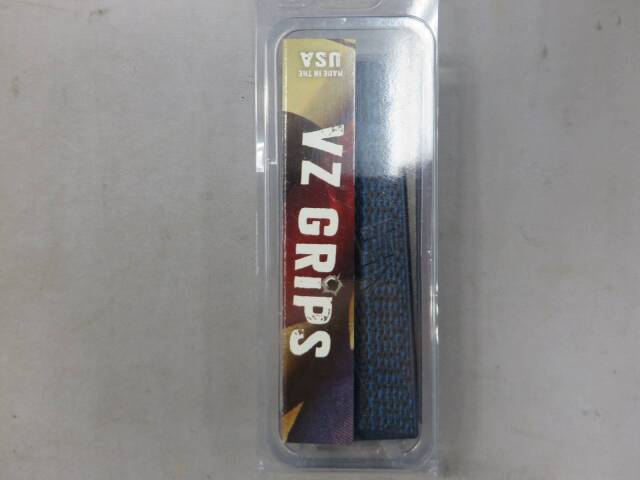 MADE IN THE
USA
VZ GRiPS